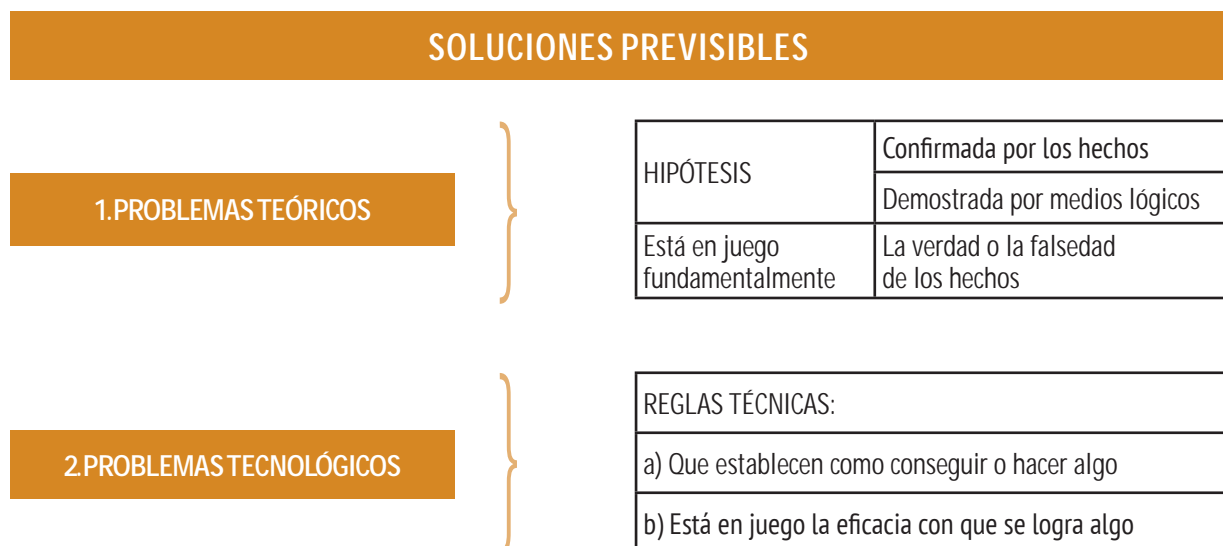 SOLUCIONES PREVISIBLES
1.PROBLEMAS TEÓRICOS
HIPÓTESIS
Confirmada por los hechos
Demostrada por medios lógicos
Está en juego
fundamentalmente
La verdad o la falsedad
de los hechos
2.PROBLEMAS TECNOLÓGICOS
REGLAS TÉCNICAS:
a) Que establecen como conseguir o hacer algo
b) Está en juego la eficacia con que se logra algo